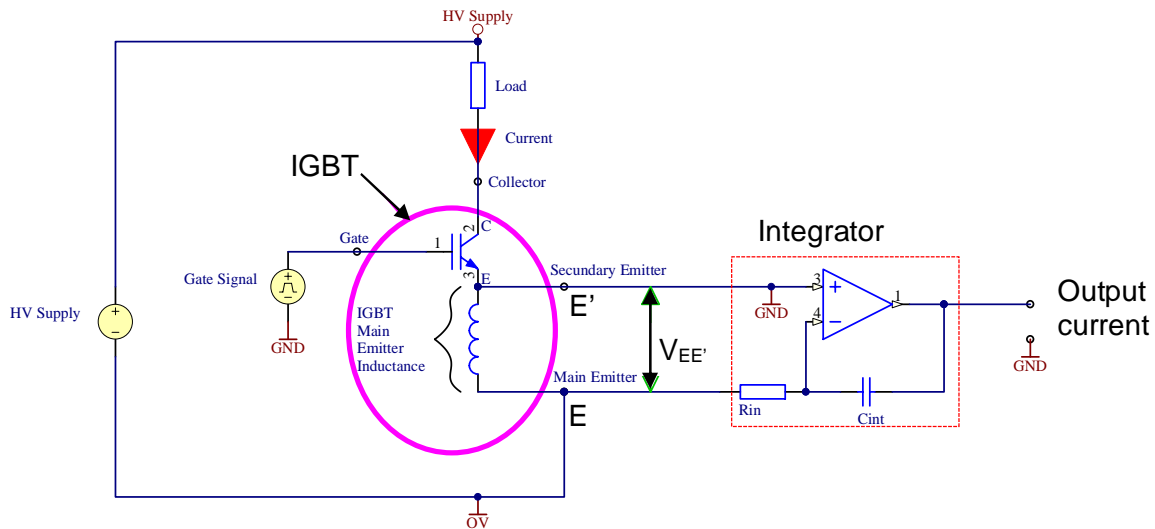 HV Supply
Load
Current
IGBT
Collector
2
C
Gate
1
Integrator
Gate Signal
3
E
Secundary Emitter
3
+
1
E'
GND
4
−
Output
current
HV Supply
+
−
GND
IGBT
Main
Emitter
Inductance
VEE'
GND
Main Emitter
E
Rin
Cint
OV